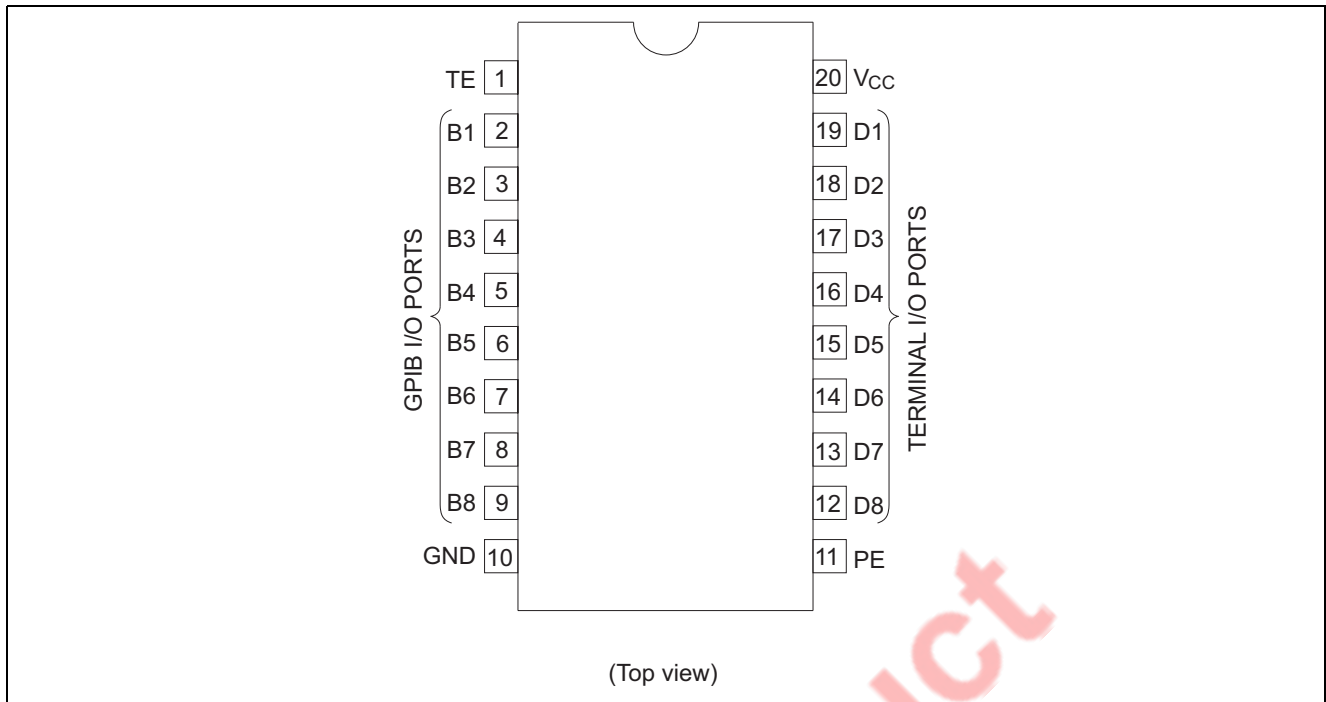 TE 1
B1 2
B2 3
B3 4
B4 5
B5 6
B6 7
B7 8
B8 9
GND 10
GPIB I/O PORTS
20 VCC
19 D1
18 D2
17 D3
16 D4
15 D5
14 D6
13 D7
12 D8
11 PE
TERMINAL I/O PORTS
(Top view)
uct